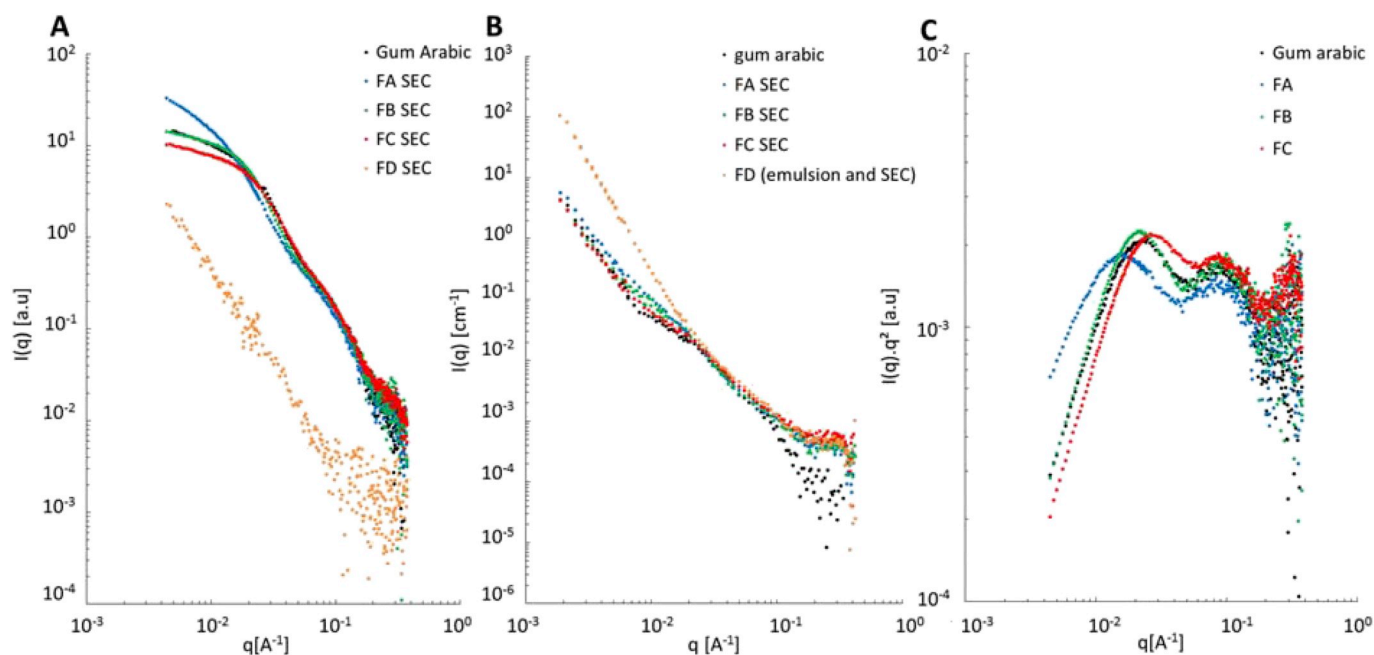 A
I(q) [a.u]
10²
10¹
10⁰
10⁻¹
10⁻²
10⁻³
10⁻⁴
10⁻³
10⁻²
10⁻¹
10⁰
q[A⁻¹]
Gum Arabic
FA SEC
FB SEC
FC SEC
FD SEC
B
I(q) [cm⁻¹]
10³
10²
10¹
10⁰
10⁻¹
10⁻²
10⁻³
10⁻⁴
10⁻⁵
10⁻⁶
10⁻³
10⁻²
10⁻¹
10⁰
q [A⁻¹]
gum arabic
FA SEC
FB SEC
FC SEC
FD (emulsion and SEC)
C
I(q).q² [a.u]
10⁻²
10⁻³
10⁻⁴
10⁻³
10⁻²
10⁻¹
10⁰
q[A⁻¹]
Gum arabic
FA
FB
FC